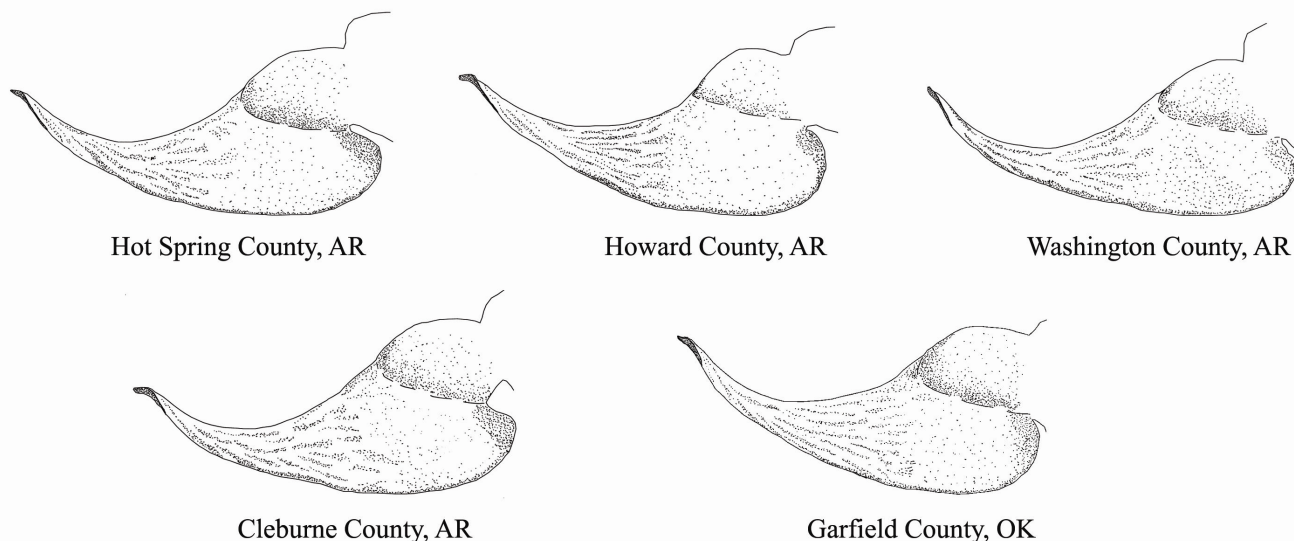 Hot Spring County, AR
Howard County, AR
Washington County, AR
Cleburne County, AR
Garfield County, OK